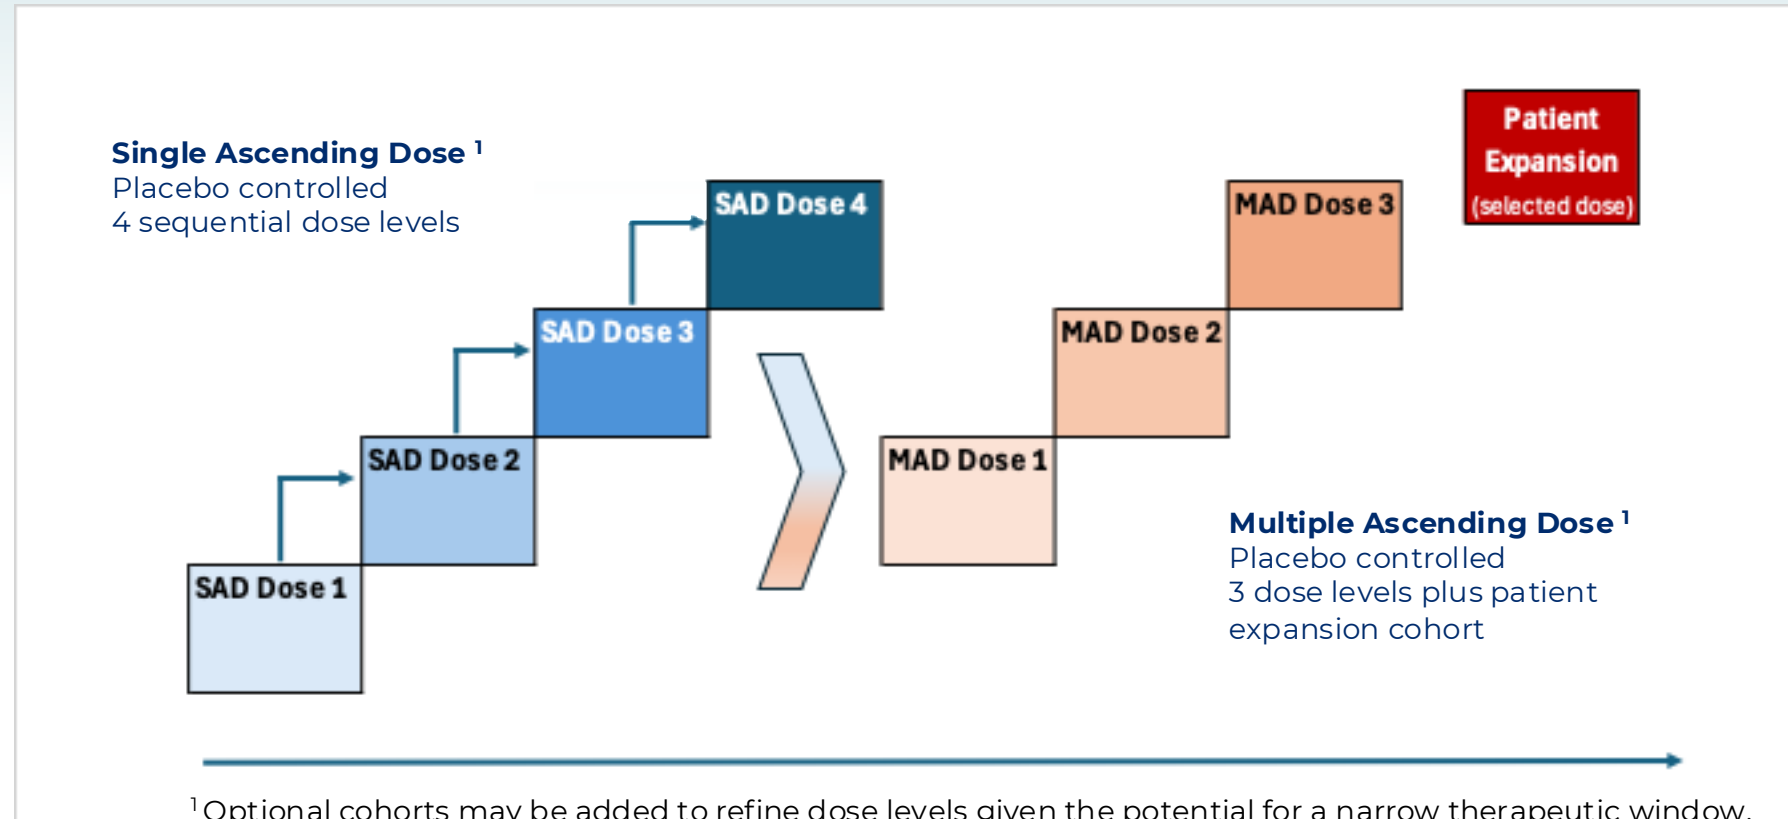 Single Ascending Dose ¹
Placebo controlled
4 sequential dose levels
SAD Dose 1
SAD Dose 2
SAD Dose 3
SAD Dose 4
MAD Dose 1
MAD Dose 2
MAD Dose 3
Patient
Expansion
(selected dose)
Multiple Ascending Dose ¹
Placebo controlled
3 dose levels plus patient
expansion cohort
¹ Optional cohorts may be added to refine dose levels given the potential for a narrow therapeutic window.